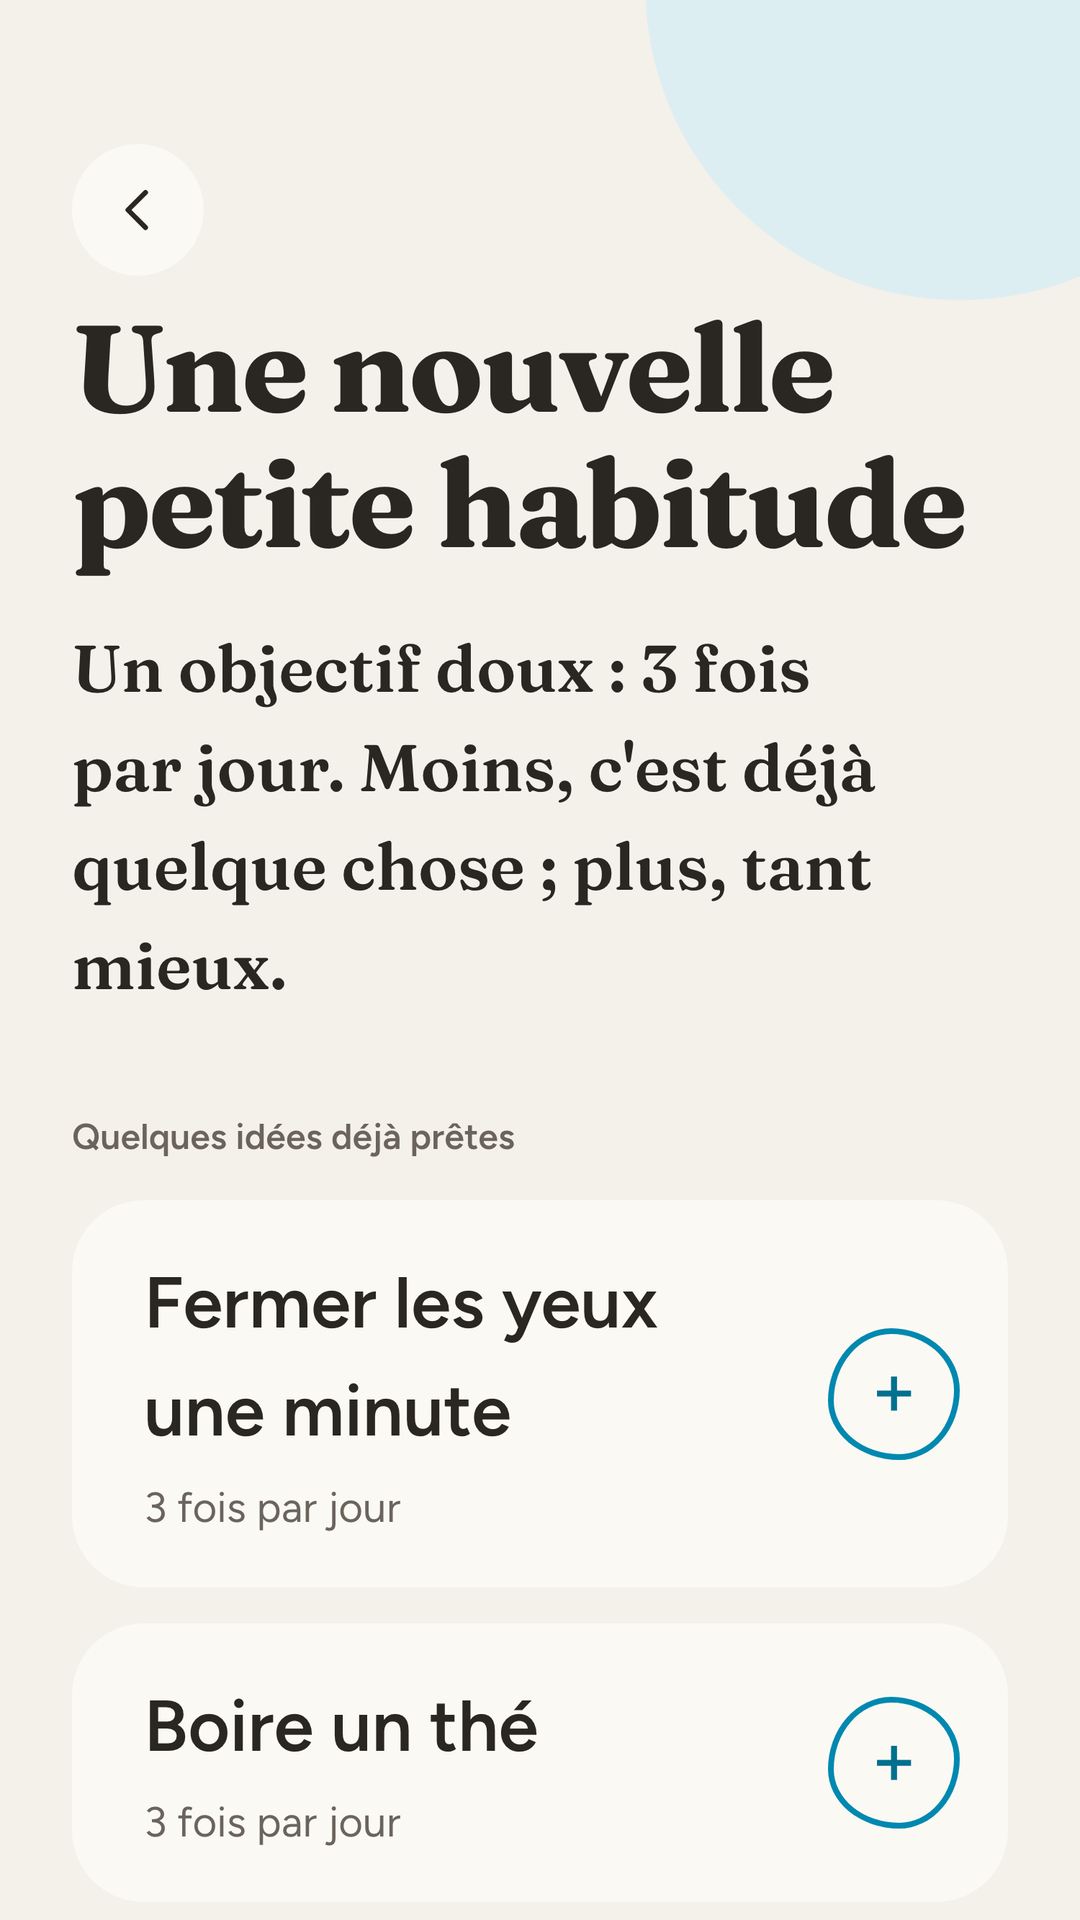 Une nouvelle
petite habitude
Un objectif doux : 3 fois
par jour. Moins, c'est déjà
quelque chose ; plus, tant
mieux.
Quelques idées déjà prêtes
Fermer les yeux
une minute
3 fois par jour
Boire un thé
3 fois par jour